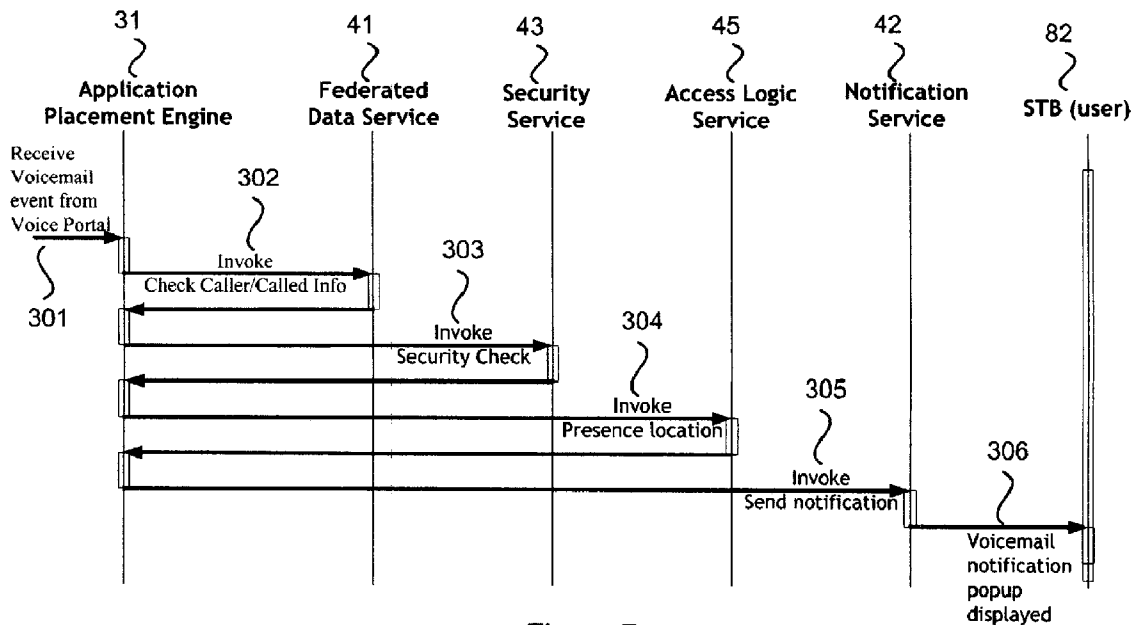 31
41
43
45
42
82
Application
Placement Engine
Federated
Data Service
Security
Service
Access Logic
Service
Notification
Service
STB (user)
Receive
Voicemail
event from
Voice Portal
301
302
Invoke
Check Caller/Called Info
303
Invoke
Security Check
304
Invoke
Presence location
305
Invoke
Send notification
306
Voicemail
notification
popup
displayed